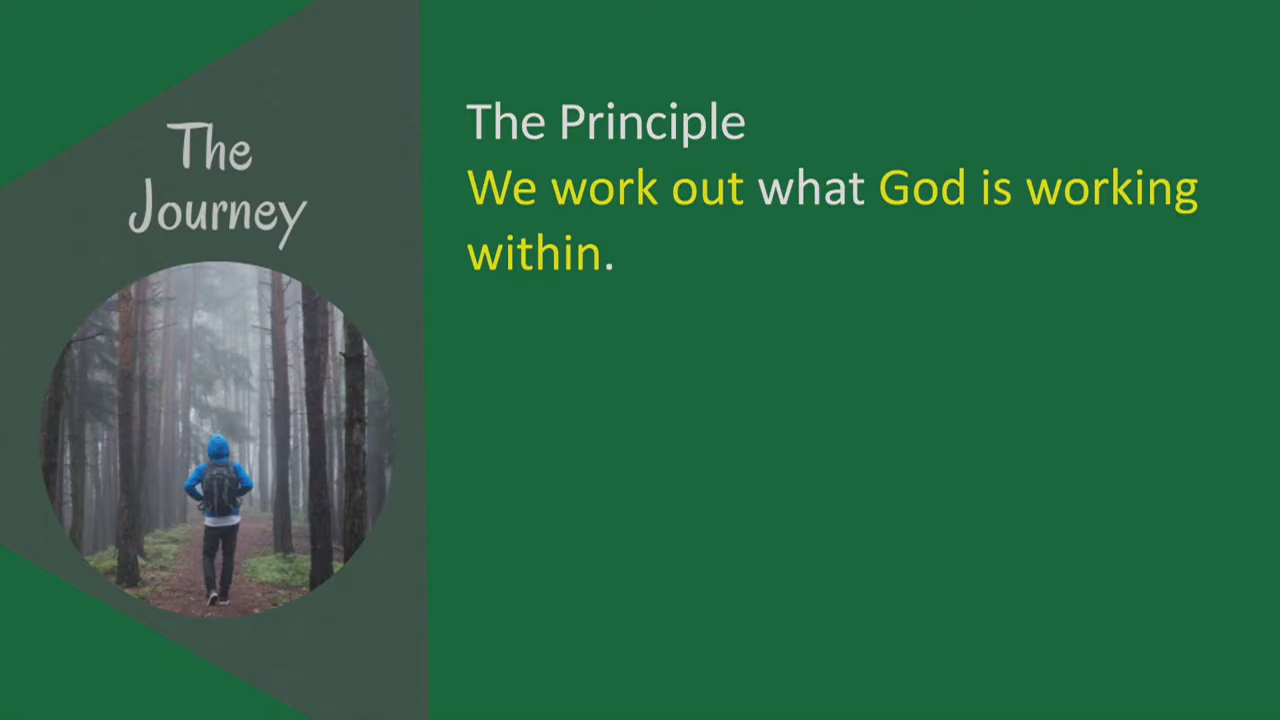 The
Journey
The Principle
We work out what God is working
within.